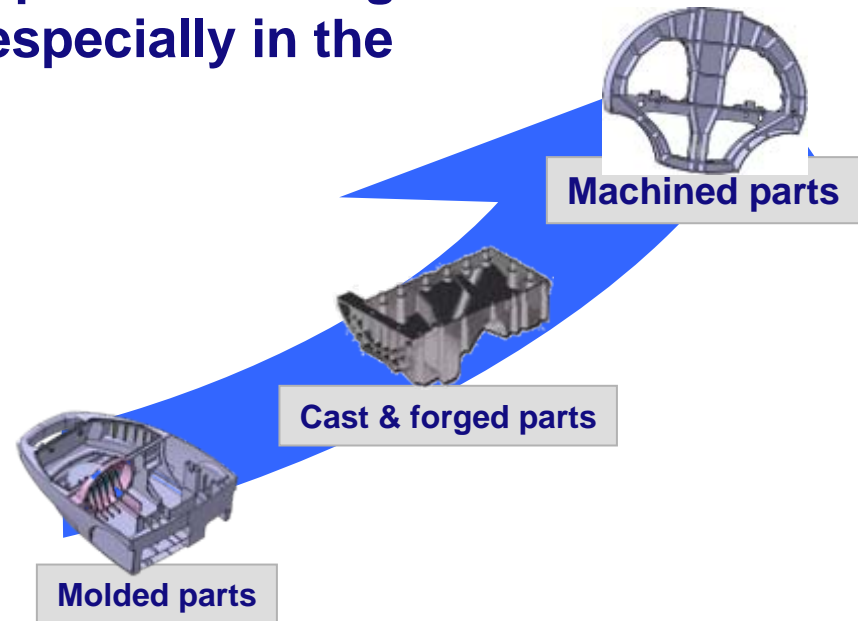 especially in the
Machined parts
Cast & forged parts
Molded parts